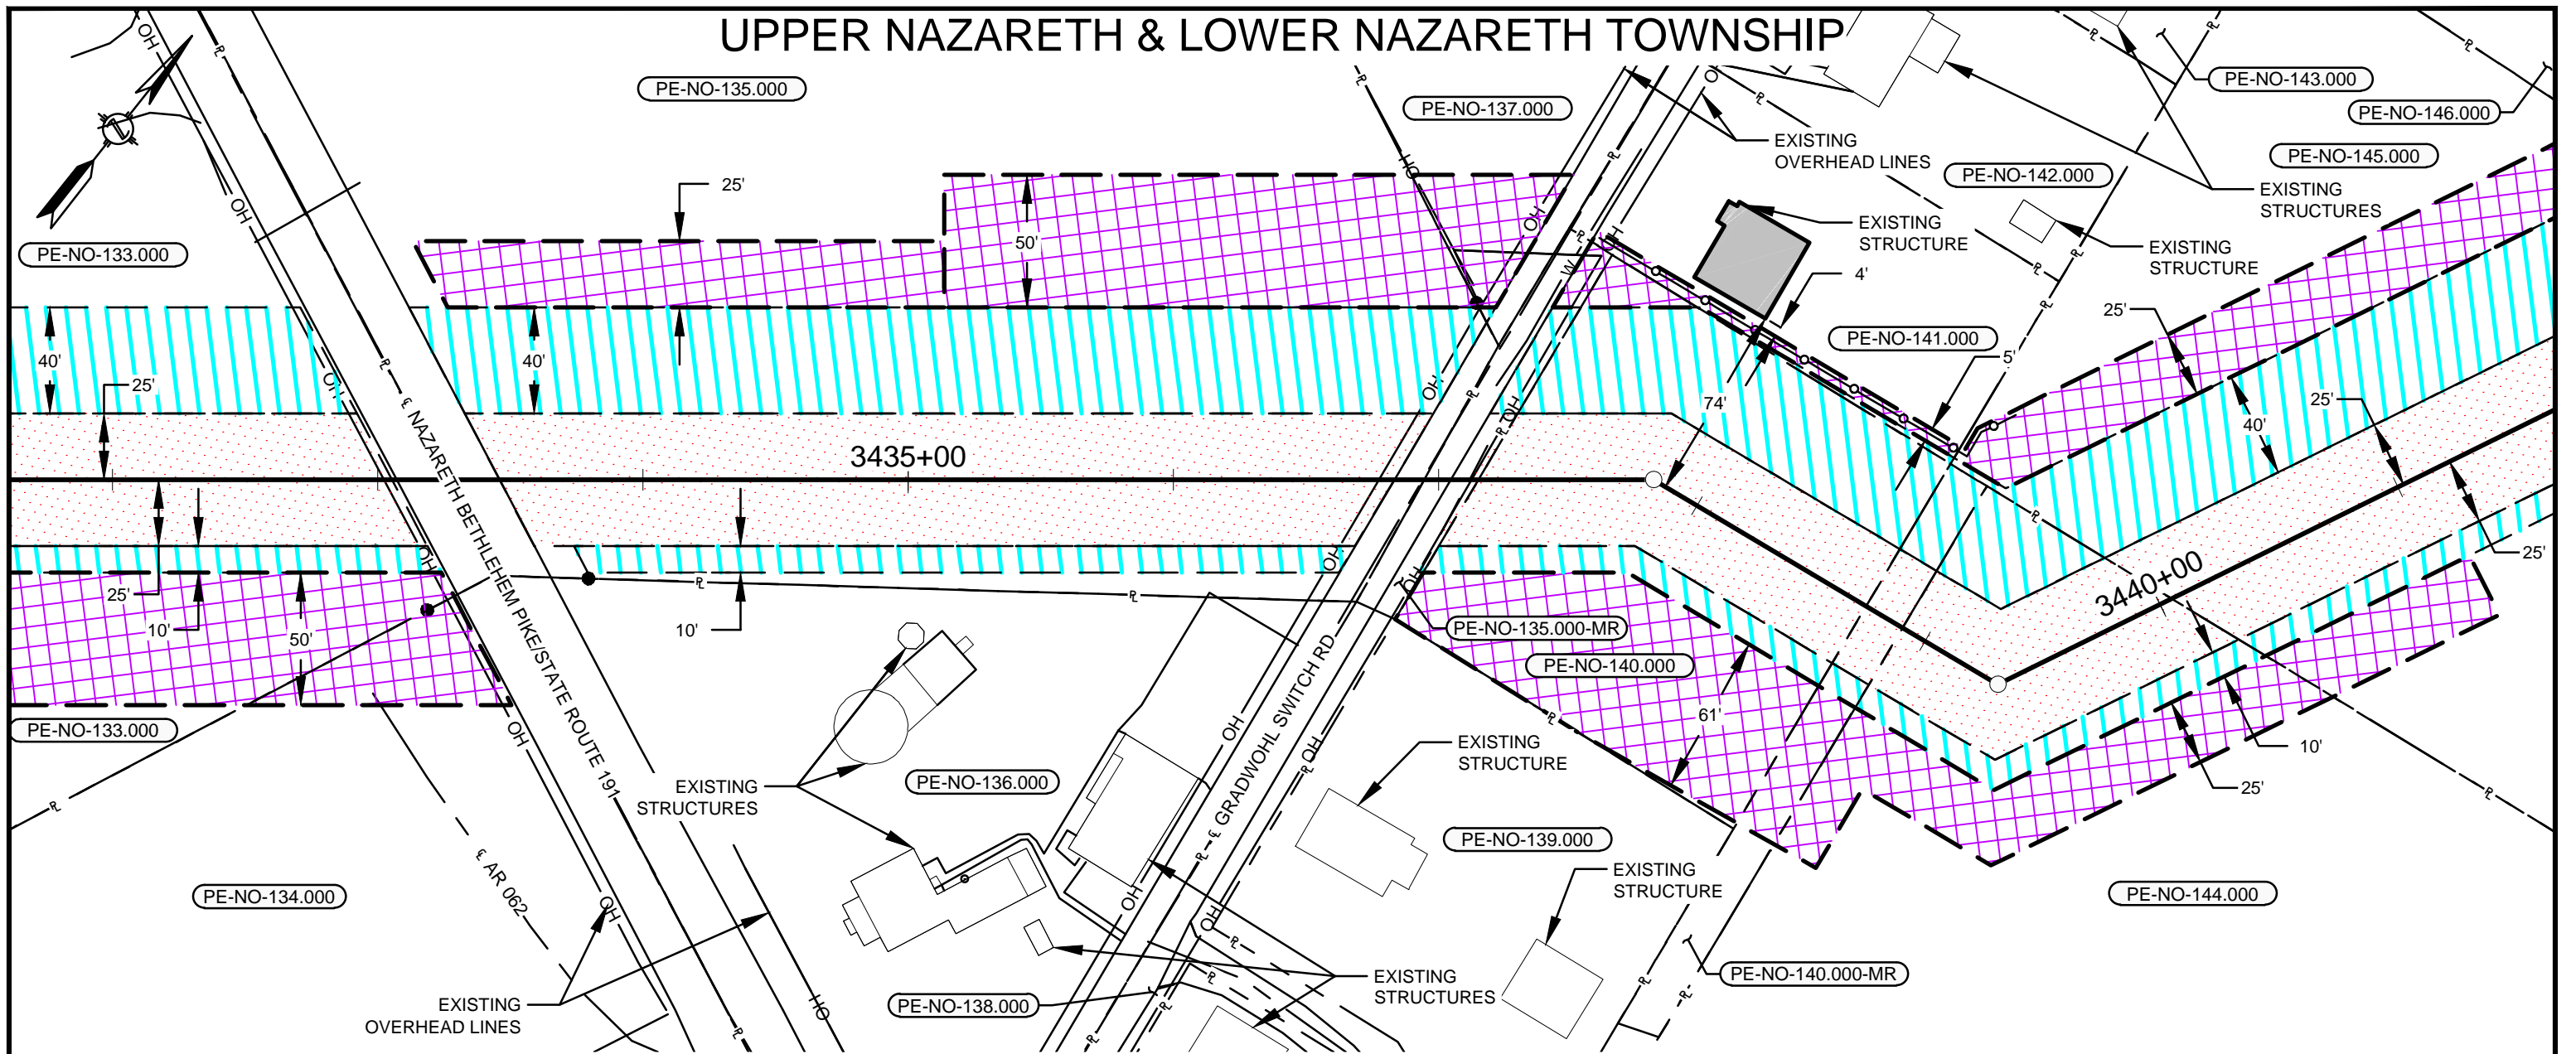 UPPER NAZARETH & LOWER NAZARETH TOWNSHIP
OH
℞
PE-NO-135.000
PE-NO-137.000
PE-NO-143.000
PE-NO-146.000
PE-NO-145.000
EXISTING
OVERHEAD LINES
PE-NO-142.000
EXISTING
STRUCTURES
25'
50'
PE-NO-133.000
EXISTING
STRUCTURE
EXISTING
STRUCTURE
4'
W
25'
PE-NO-141.000
5'
40'
40'
25'
74'
25'
40'
3435+00
℄ NAZARETH BETHLEHEM PIKE/STATE ROUTE 191
25'
3440+00
25'
10'
50'
10'
PE-NO-135.000-MR
PE-NO-140.000
61'
PE-NO-133.000
EXISTING
STRUCTURE
10'
25'
EXISTING
STRUCTURES
PE-NO-136.000
℄ GRADWOHL SWITCH RD
PE-NO-139.000
EXISTING
STRUCTURE
PE-NO-134.000
℄ AR 062
PE-NO-144.000
EXISTING
OVERHEAD LINES
PE-NO-138.000
EXISTING
STRUCTURES
PE-NO-140.000-MR